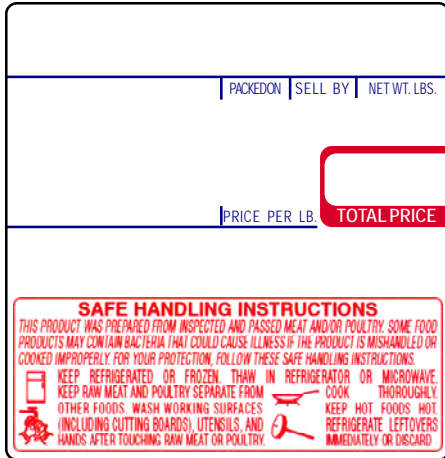 PACKEDON SELL BY NET WT. LBS.
PRICE PER LB. TOTAL PRICE
SAFE HANDLING INSTRUCTIONS
THIS PRODUCT WAS PREPARED FROM INSPECTED AND PASSED MEAT AND/OR POULTRY. SOME FOOD
PRODUCTS MAY CONTAIN BACTERIA THAT COULD CAUSE ILLNESS IF THE PRODUCT IS MISHANDLED OR
COOKED IMPROPERLY. FOR YOUR PROTECTION, FOLLOW THESE SAFE HANDLING INSTRUCTIONS.
KEEP REFRIGERATED OR FROZEN. THAW IN REFRIGERATOR OR MICROWAVE.
KEEP RAW MEAT AND POULTRY SEPARATE FROM
OTHER FOODS. WASH WORKING SURFACES
(INCLUDING CUTTING BOARDS), UTENSILS, AND
HANDS AFTER TOUCHING RAW MEAT OR POULTRY.
COOK THOROUGHLY.
KEEP HOT FOODS HOT.
REFRIGERATE LEFTOVERS
IMMEDIATELY OR DISCARD